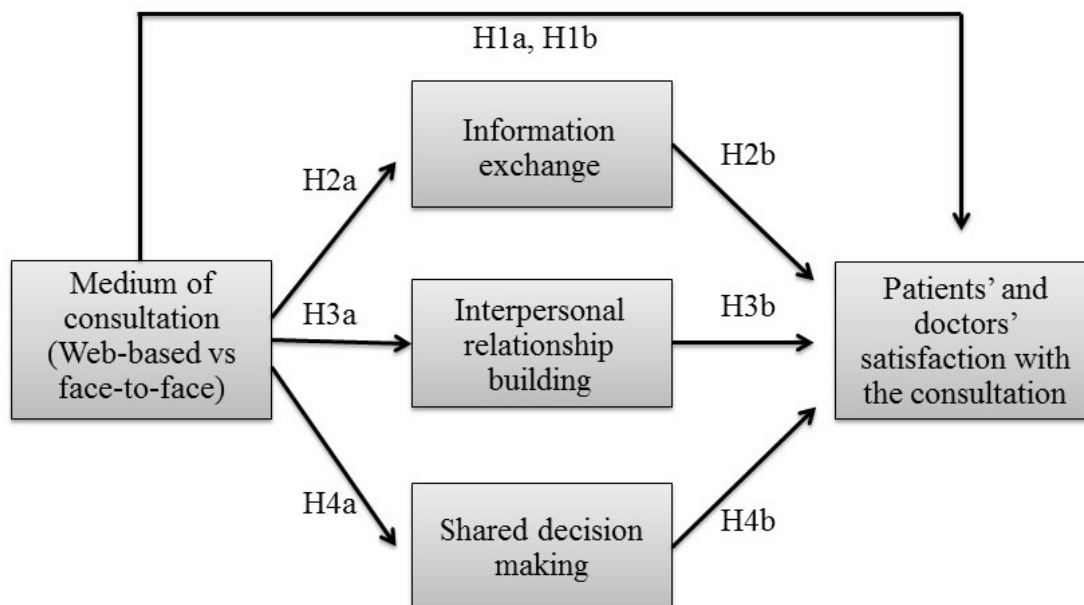 H1a, H1b
Information
exchange
H2a
H2b
Medium of
consultation
(Web-based vs
face-to-face)
H3a
Interpersonal
relationship
building
H3b
Patients’ and
doctors’
satisfaction with
the consultation
H4a
Shared decision
making
H4b